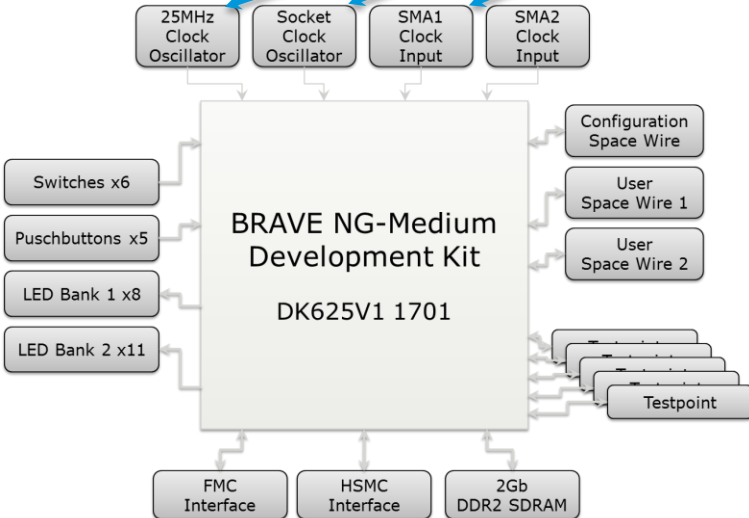 25MHz
Clock
Oscillator
Socket
Clock
Oscillator
SMA1
Clock
Input
SMA2
Clock
Input
Configuration
Space Wire
Switches x6
User
Space Wire 1
BRAVE NG-Medium
Development Kit
Puschbuttons x5
User
Space Wire 2
LED Bank 1 x8
DK625V1 1701
LED Bank 2 x11
Testpoint
FMC
Interface
HSMC
Interface
2Gb
DDR2 SDRAM